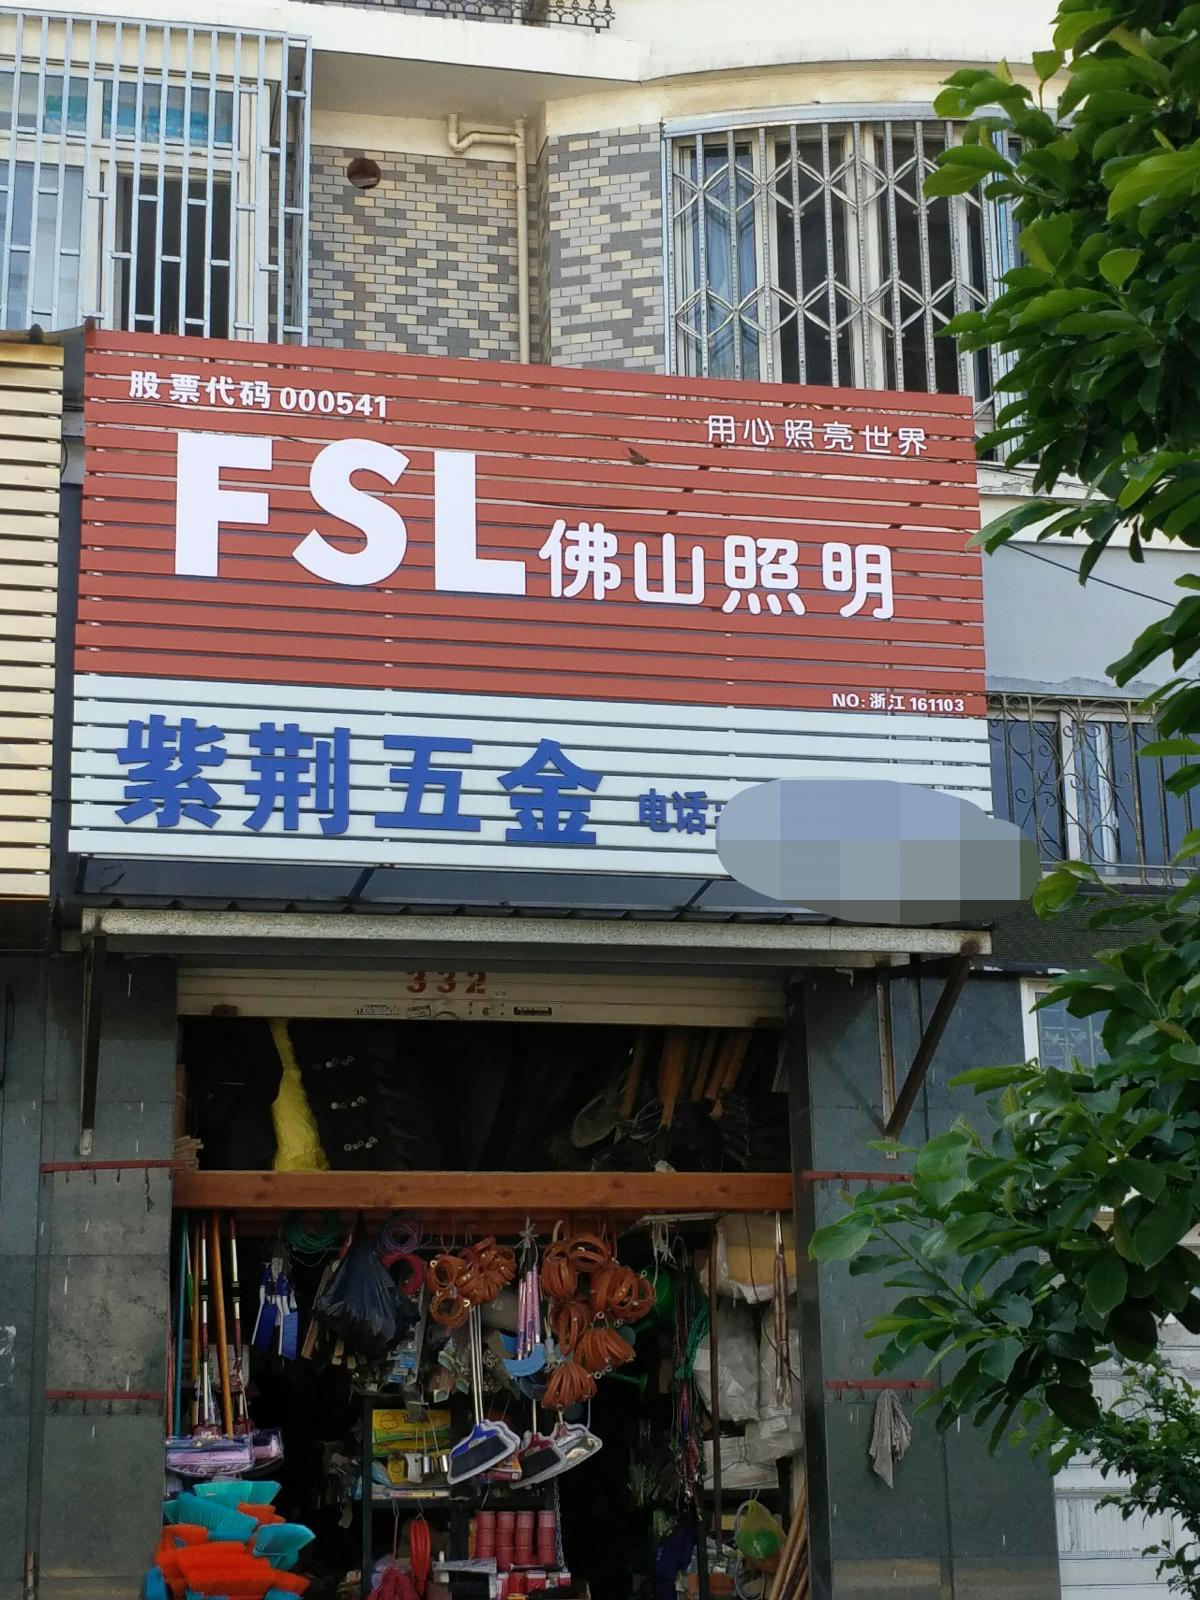 股票代码 000541
用心照亮世界
FSL 佛山照明
NO: 浙江 161103
紫荆五金 电话:
332